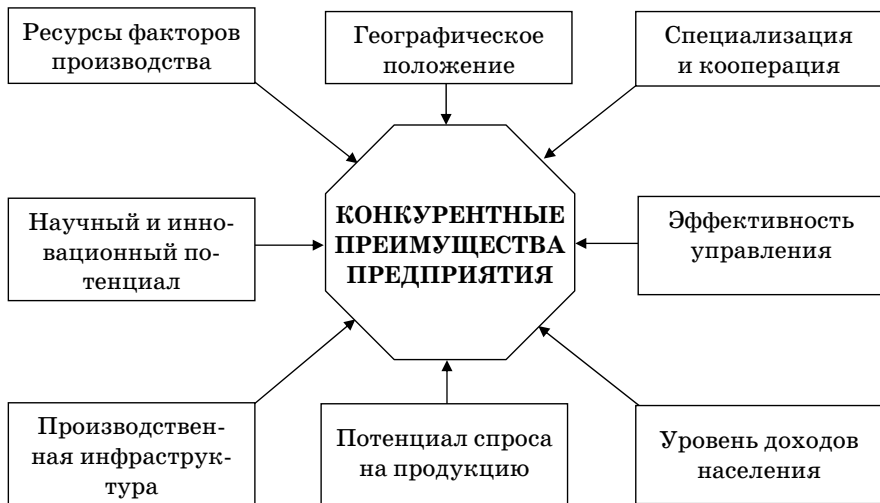 Ресурсы факторов
производства
Географическое
положение
Специализация
и кооперация
Научный и инно-
вационный по-
тенциал
КОНКУРЕНТНЫЕ
ПРЕИМУЩЕСТВА
ПРЕДПРИЯТИЯ
Эффективность
управления
Производствен-
ная инфраструк-
тура
Потенциал спроса
на продукцию
Уровень доходов
населения